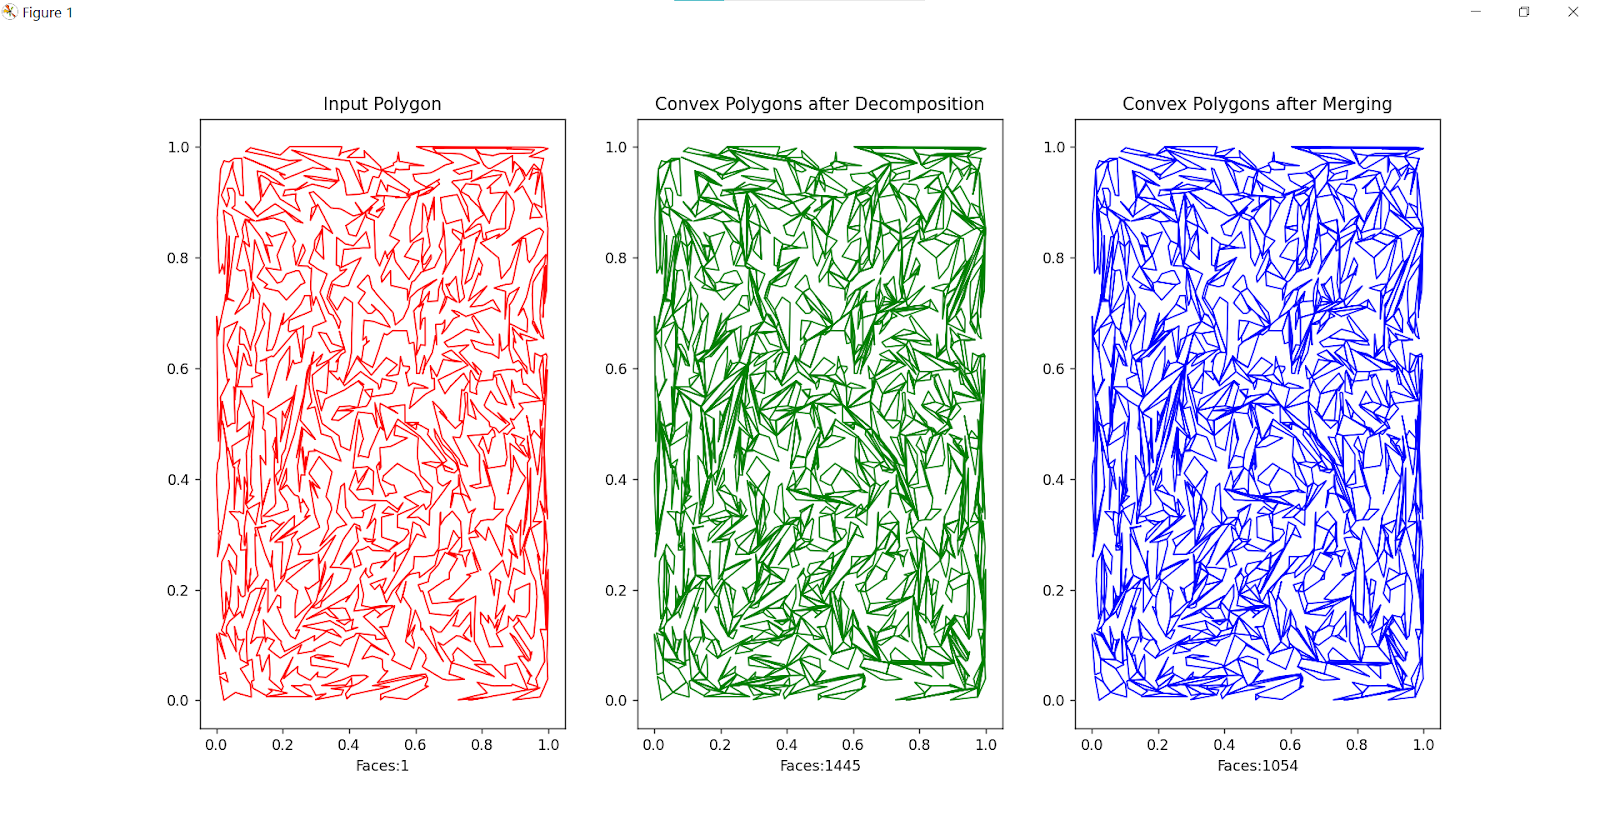 Figure 1
Input Polygon
1.0
0.8
0.6
0.4
0.2
0.0
0.0 0.2 0.4 0.6 0.8 1.0
Faces:1
Convex Polygons after Decomposition
1.0
0.8
0.6
0.4
0.2
0.0
0.0 0.2 0.4 0.6 0.8 1.0
Faces:1445
Convex Polygons after Merging
1.0
0.8
0.6
0.4
0.2
0.0
0.0 0.2 0.4 0.6 0.8 1.0
Faces:1054